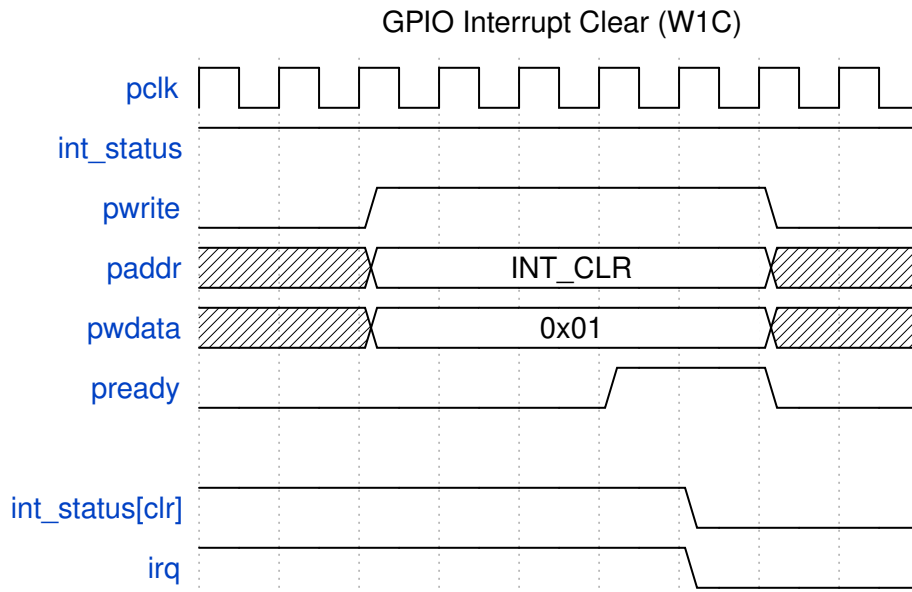 GPIO Interrupt Clear (W1C)
pclk
int_status
pwrite
paddr INT_CLR
pwdata 0x01
pready
int_status[clr]
irq